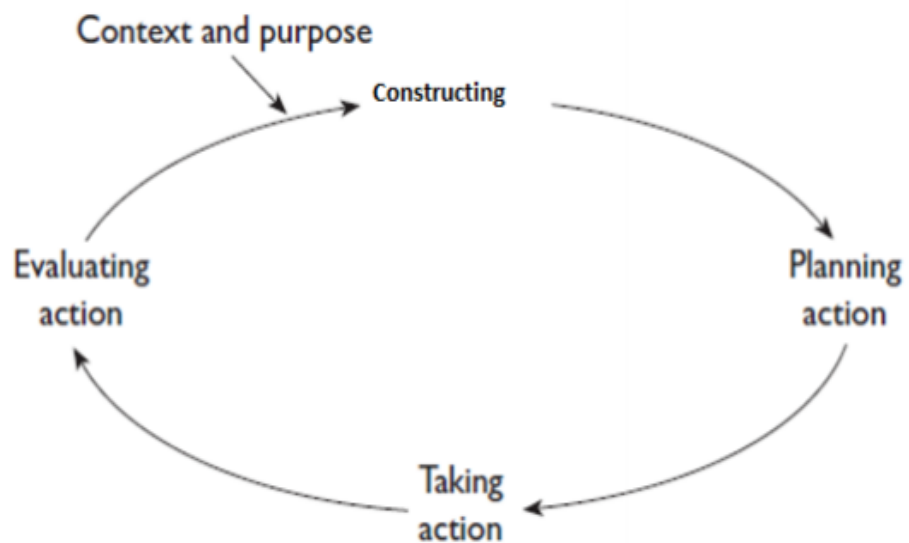 Context and purpose
Constructing
Planning
action
Taking
action
Evaluating
action